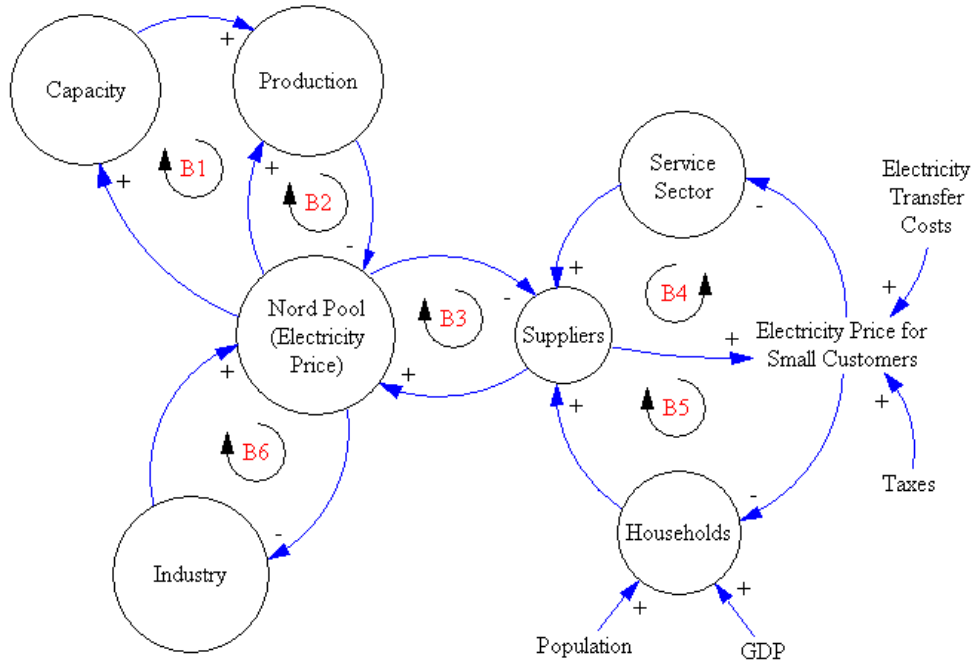 Capacity
+
Production
B1
+
+
B2
-
Nord Pool
(Electricity
Price)
+
-
B3
+
Suppliers
+
+
B4
Service
Sector
-
Electricity
Transfer
Costs
+
+
Electricity Price for
Small Customers
+
Taxes
B5
-
Households
+
+
Population
GDP
B6
-
Industry